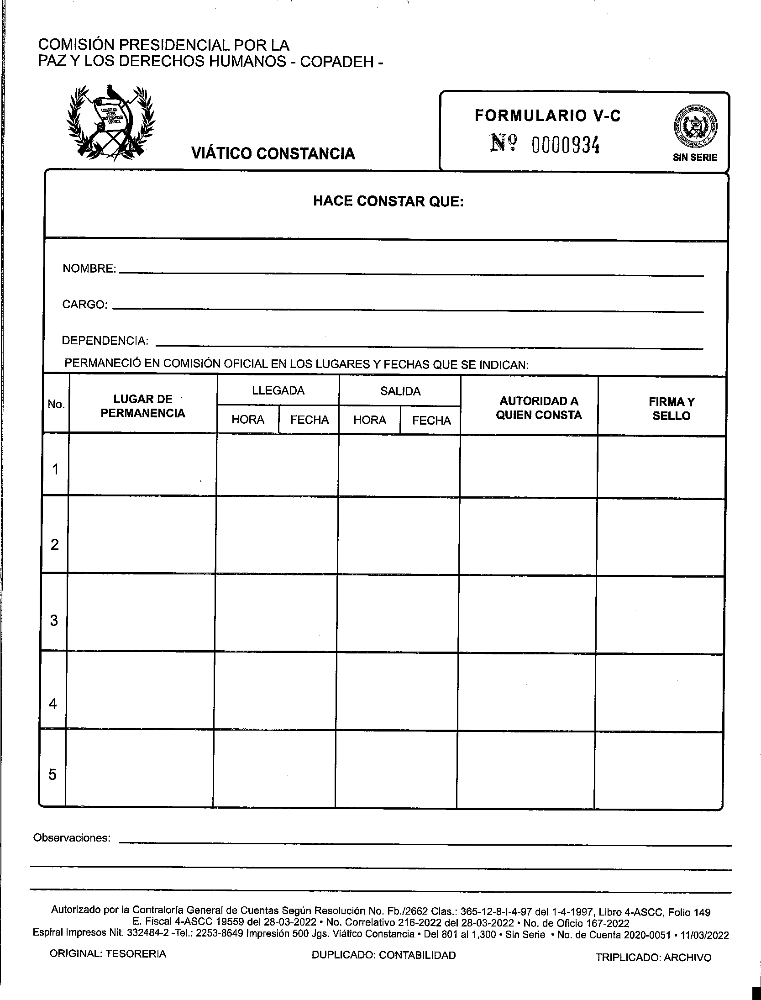 COMISIÓN PRESIDENCIAL POR LA
PAZ Y LOS DERECHOS HUMANOS - COPADEH -
LIBERTAD
15 DE
SEPTIEMBRE
DE 1821
VIÁTICO CONSTANCIA
FORMULARIO V-C
Nº 0000934
CONTRALORÍA GENERAL DE CUENTAS
GUATEMALA, C. A.
SIN SERIE
HACE CONSTAR QUE:
NOMBRE:
CARGO:
DEPENDENCIA:
PERMANECIÓ EN COMISIÓN OFICIAL EN LOS LUGARES Y FECHAS QUE SE INDICAN:
No.
LUGAR DE
PERMANENCIA
LLEGADA
HORA
FECHA
SALIDA
HORA
FECHA
AUTORIDAD A
QUIEN CONSTA
FIRMA Y
SELLO
1
2
3
4
5
Observaciones:
Autorizado por la Contraloría General de Cuentas Según Resolución No. Fb./2662 Clas.: 365-12-8-I-4-97 del 1-4-1997, Libro 4-ASCC, Folio 149
E. Fiscal 4-ASCC 19559 del 28-03-2022 • No. Correlativo 216-2022 del 28-03-2022 • No. de Oficio 167-2022
Espiral Impresos Nit. 332484-2 -Tel.: 2253-8649 Impresión 500 Jgs. Viático Constancia • Del 801 al 1,300 • Sin Serie • No. de Cuenta 2020-0051 • 11/03/2022
ORIGINAL: TESORERIA
DUPLICADO: CONTABILIDAD
TRIPLICADO: ARCHIVO